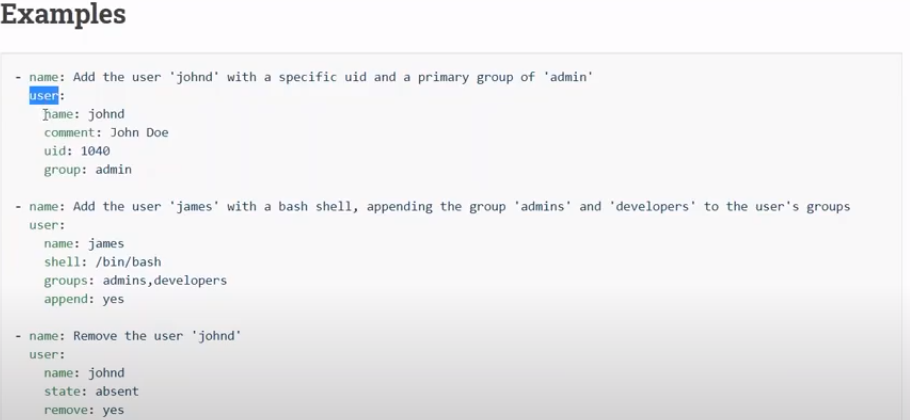 Examples
- name: Add the user 'johnd' with a specific uid and a primary group of 'admin'
user:
name: johnd
comment: John Doe
uid: 1040
group: admin
- name: Add the user 'james' with a bash shell, appending the group 'admins' and 'developers' to the user's groups
user:
name: james
shell: /bin/bash
groups: admins,developers
append: yes
- name: Remove the user 'johnd'
user:
name: johnd
state: absent
remove: yes